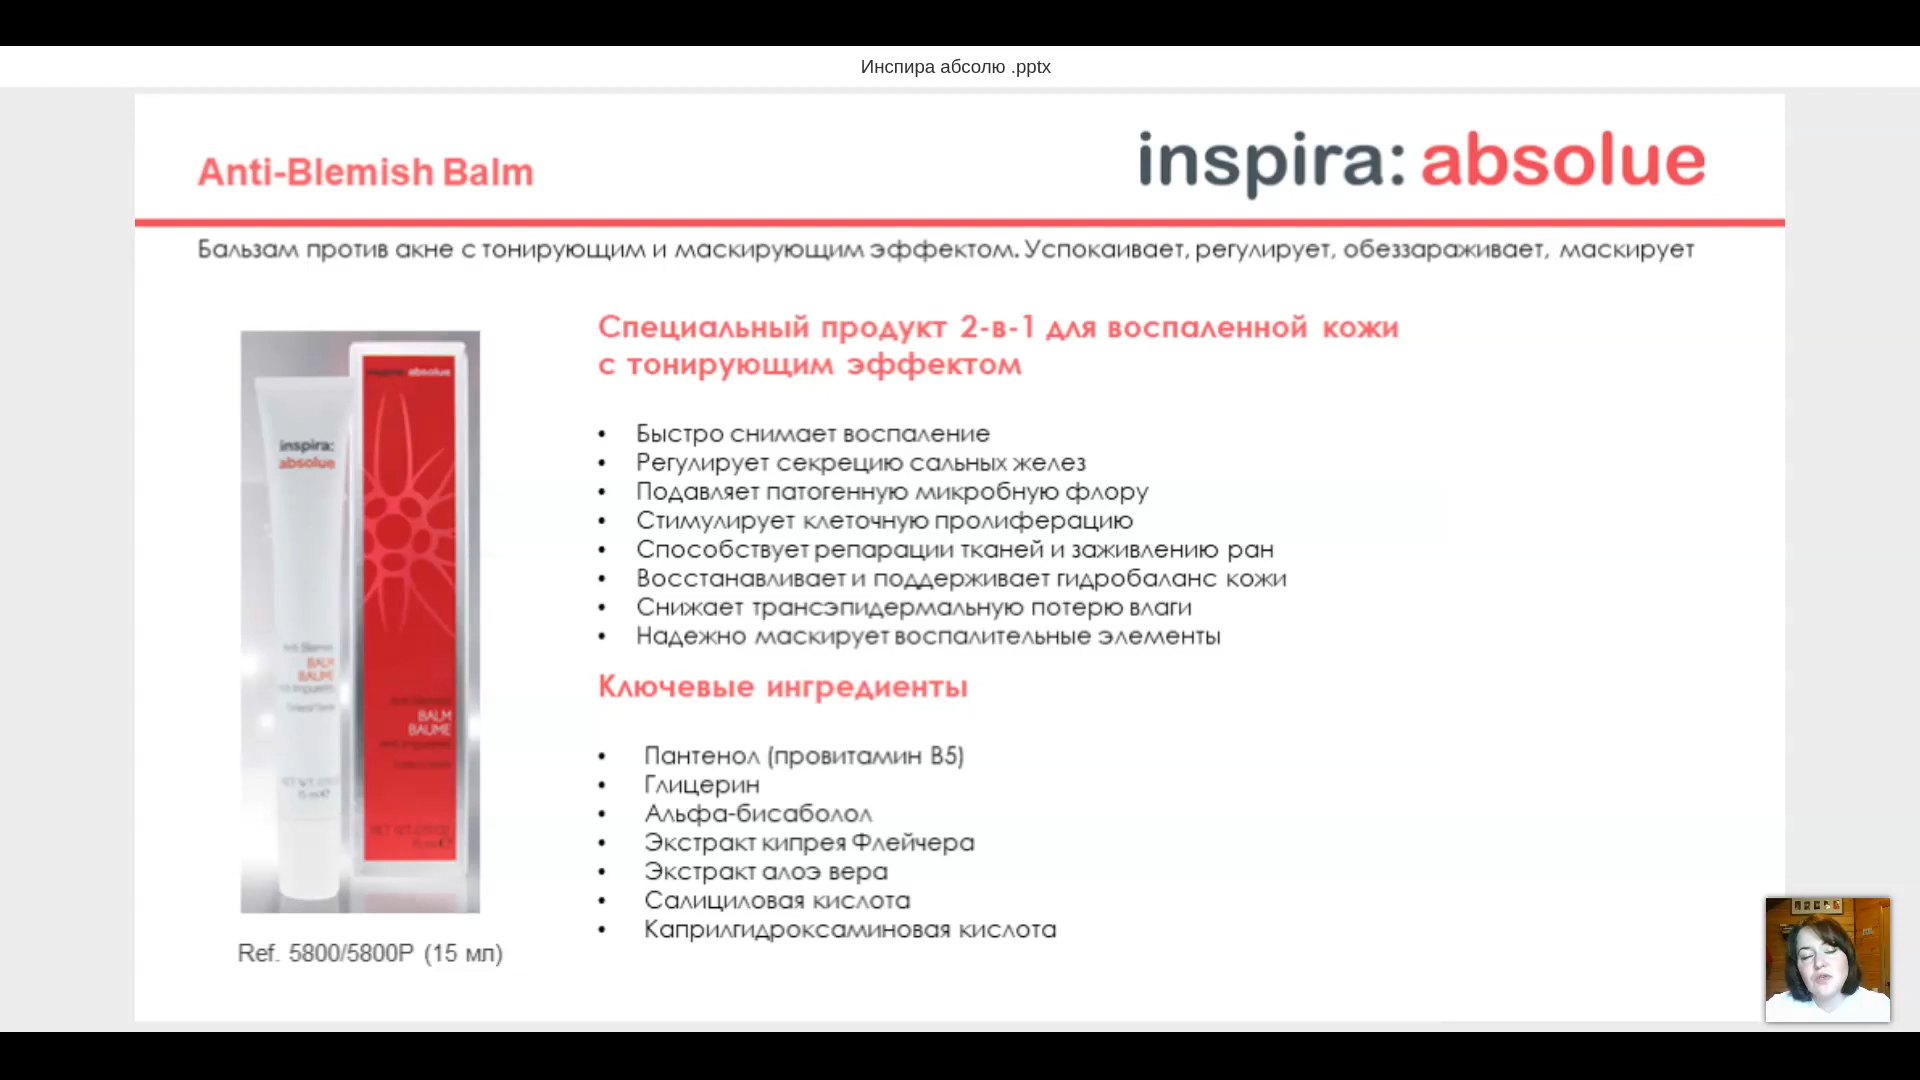 Инспира абсолю .pptx
Anti-Blemish Balm
inspira: absolue
Бальзам против акне с тонирующим и маскирующим эффектом. Успокаивает, регулирует, обеззараживает, маскирует
Специальный продукт 2-в-1 для воспаленной кожи
с тонирующим эффектом
• Быстро снимает воспаление
• Регулирует секрецию сальных желез
• Подавляет патогенную микробную флору
• Стимулирует клеточную пролиферацию
• Способствует репарации тканей и заживлению ран
• Восстанавливает и поддерживает гидробаланс кожи
• Снижает трансэпидермальную потерю влаги
• Надежно маскирует воспалительные элементы
Ключевые ингредиенты
• Пантенол (провитамин В5)
• Глицерин
• Альфа-бисаболол
• Экстракт кипрея Флейчера
• Экстракт алоэ вера
• Салициловая кислота
• Каприлгидроксаминовая кислота
inspira:
absolue
BALM
BAUME
absolue
BALM
BAUME
Ref. 5800/5800P (15 мл)